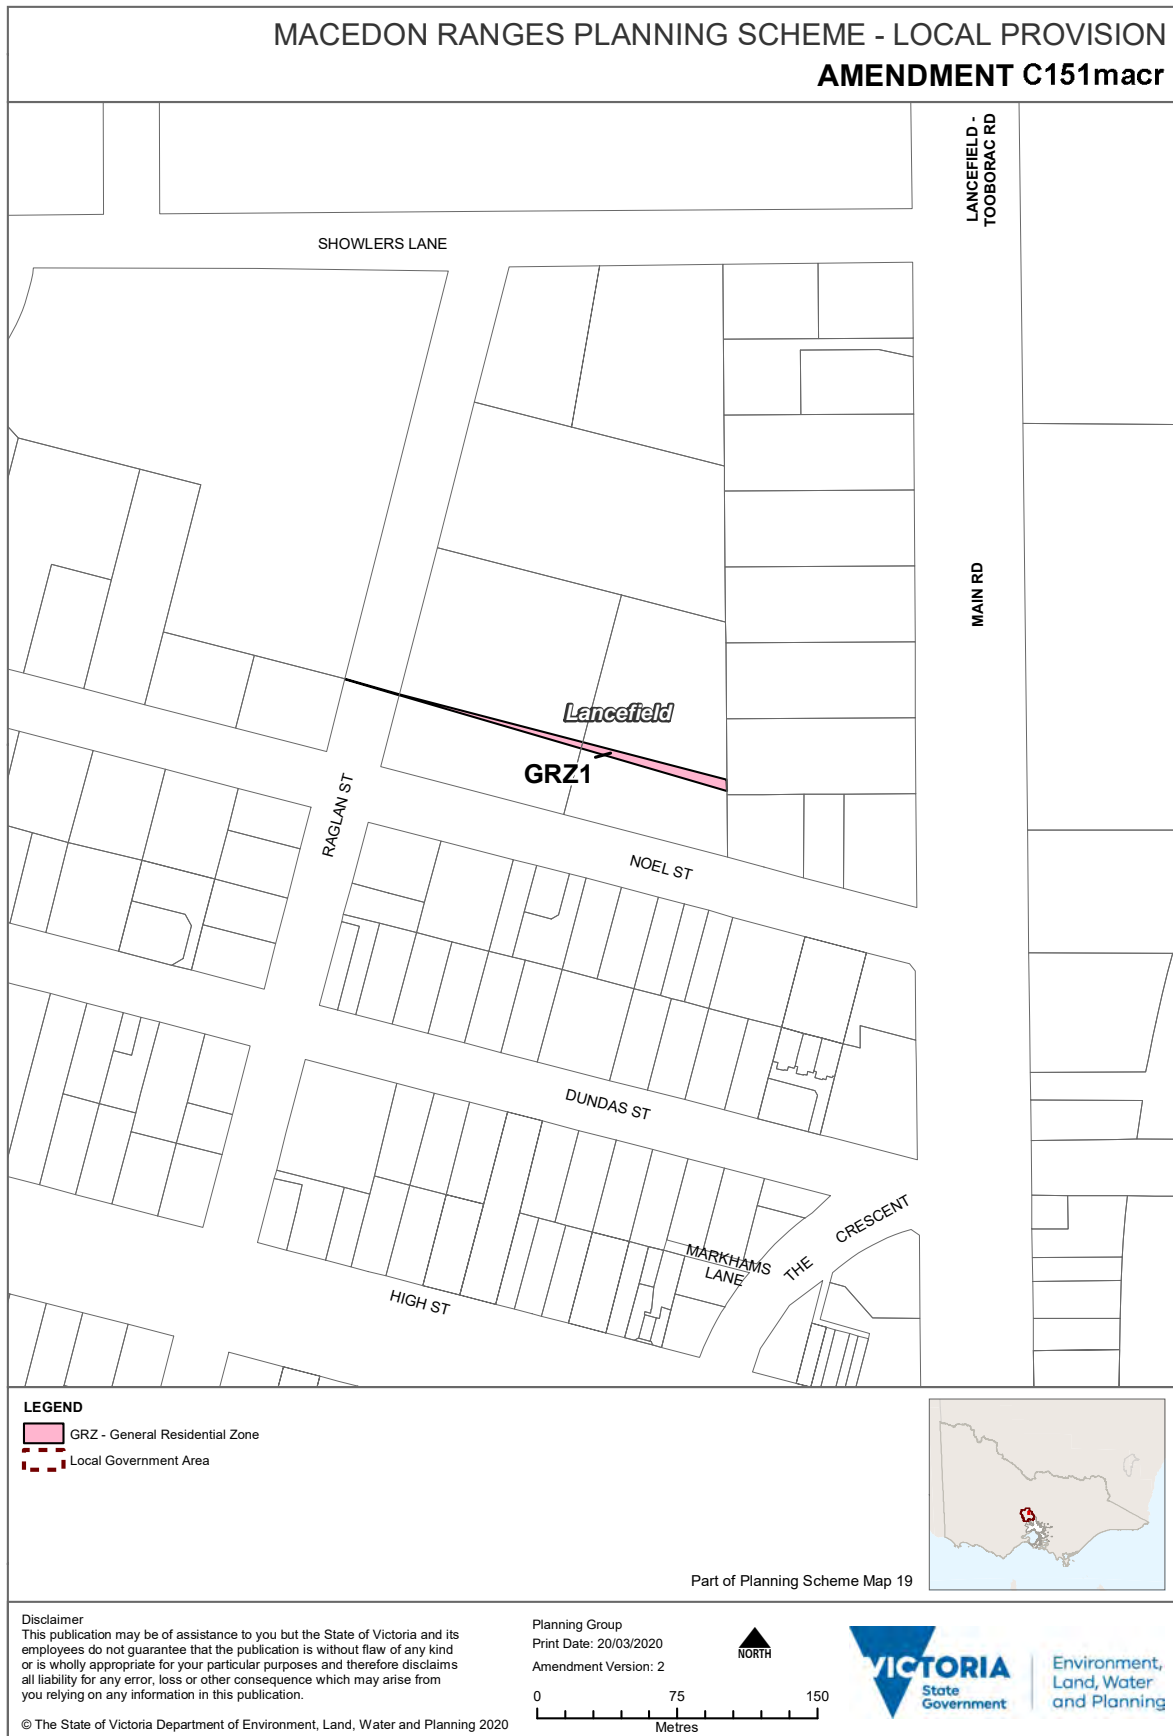 MACEDON RANGES PLANNING SCHEME - LOCAL PROVISION
AMENDMENT C151macr
LANCEFIELD -
TOOBORAC RD
SHOWLERS LANE
MAIN RD
Lancefield
GRZ1
RAGLAN ST
NOEL ST
DUNDAS ST
THE CRESCENT
MARKHAMS
LANE
HIGH ST
LEGEND
GRZ - General Residential Zone
Local Government Area
Part of Planning Scheme Map 19
Disclaimer
This publication may be of assistance to you but the State of Victoria and its
employees do not guarantee that the publication is without flaw of any kind
or is wholly appropriate for your particular purposes and therefore disclaims
all liability for any error, loss or other consequence which may arise from
you relying on any information in this publication.
© The State of Victoria Department of Environment, Land, Water and Planning 2020
Planning Group
Print Date: 20/03/2020
Amendment Version: 2
NORTH
0 75 150
Metres
VICTORIA
State
Government
Environment,
Land, Water
and Planning